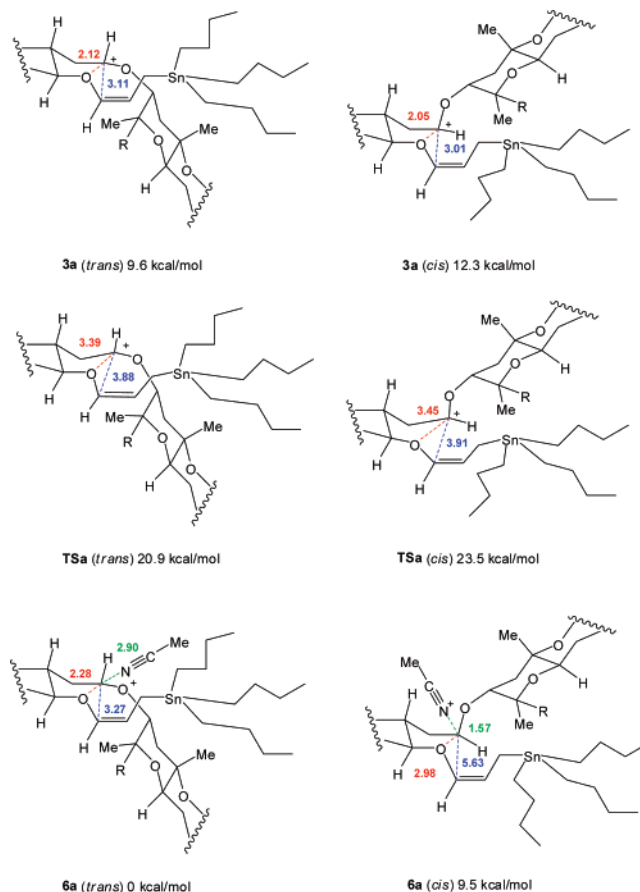 H
H
+
2.12
O
Sn
O
3.11
H
H
Me
Me
R
O
O
H
3a (trans) 9.6 kcal/mol
Me
O
O
H
O
R
Me
2.05
+
H
O
3.01
Sn
H
H
3a (cis) 12.3 kcal/mol
H
H
+
3.39
O
O
3.88
Sn
H
H
Me
Me
R
O
O
H
TSa (trans) 20.9 kcal/mol
O
Me
O
H
O
R
Me
3.45
+
H
O
3.91
Sn
H
H
TSa (cis) 23.5 kcal/mol
Me
2.90
H
H
N
2.28
+
O
O
3.27
Sn
H
H
Me
Me
R
O
O
H
6a (trans) 0 kcal/mol
O
Me
O
H
Me
N
+
O
R
Me
H
1.57
O
H
H
2.98
5.63
Sn
H
6a (cis) 9.5 kcal/mol